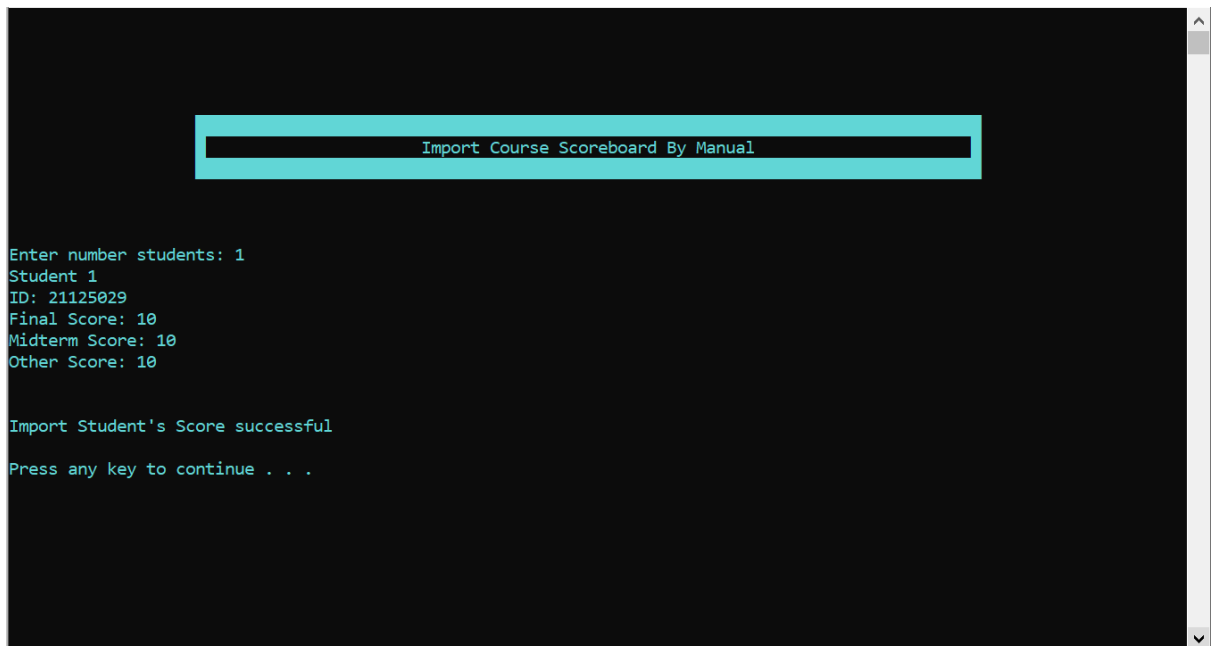 Import Course Scoreboard By Manual
Enter number students: 1
Student 1
ID: 21125029
Final Score: 10
Midterm Score: 10
Other Score: 10
Import Student's Score successful
Press any key to continue . . .